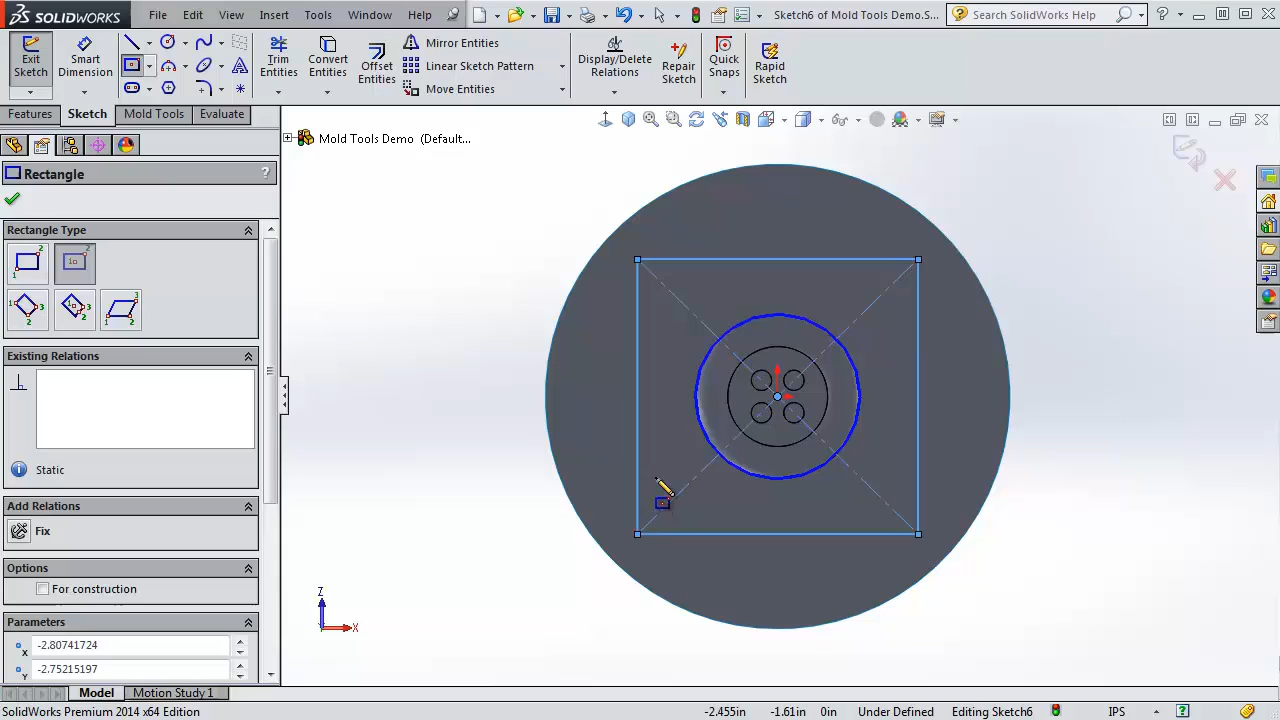 SOLIDWORKS File Edit View Insert Tools Window Help Sketch6 of Mold Tools Demo.S... Search SolidWorks Help
Exit Sketch
Smart Dimension
Trim Entities
Convert Entities
Offset Entities
Mirror Entities
Linear Sketch Pattern
Move Entities
Display/Delete Relations
Repair Sketch
Quick Snaps
Rapid Sketch
Features Sketch Mold Tools Evaluate
Mold Tools Demo (Default...
Rectangle ?
Rectangle Type
Existing Relations
Static
Add Relations
Fix
Options
For construction
Parameters
-2.80741724
-2.75215197
Z
X
Model Motion Study 1
SolidWorks Premium 2014 x64 Edition -2.455in -1.61in 0in Under Defined Editing Sketch6 IPS